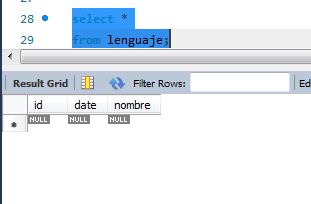 28 select *
29 from lenguaje;
Result Grid Filter Rows: Ed
id date nombre
* NULL NULL NULL